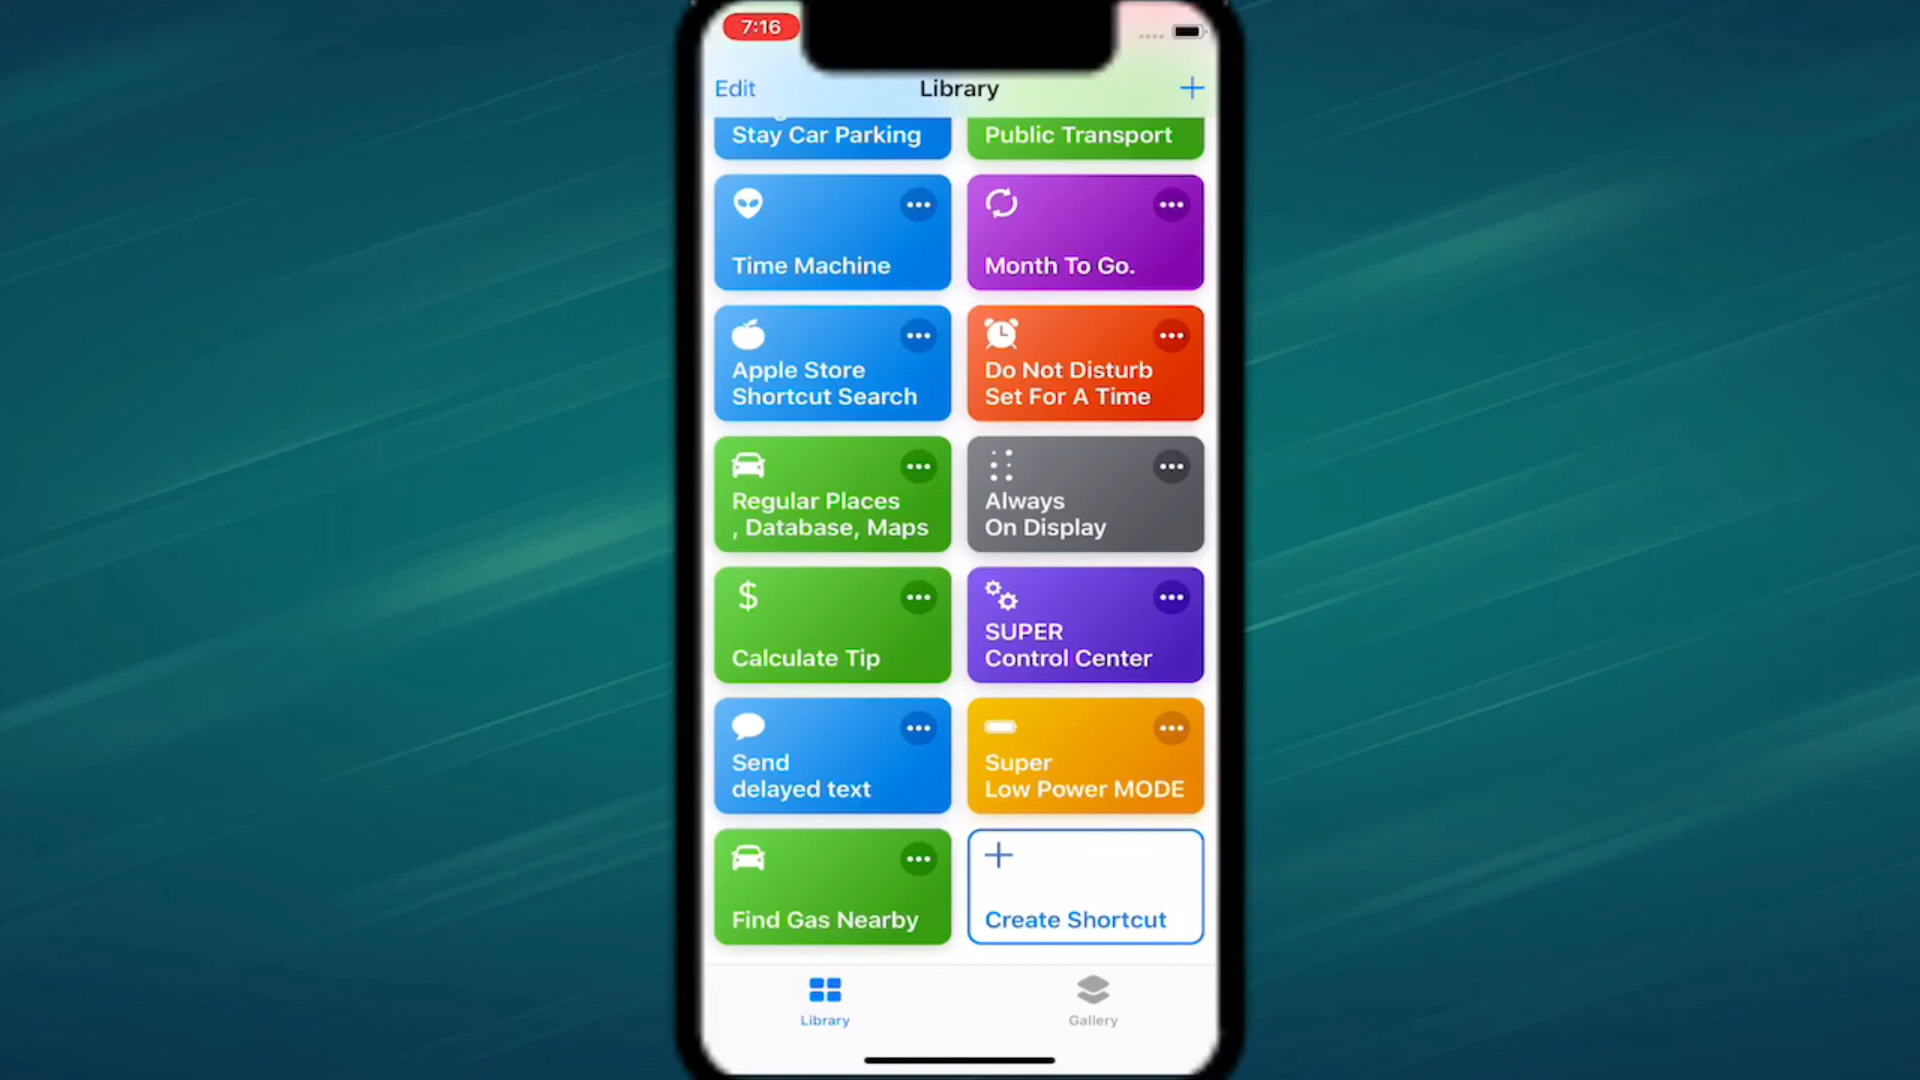 7:16
Edit
Library
Stay Car Parking
Public Transport
Time Machine
Month To Go.
Apple Store
Shortcut Search
Do Not Disturb
Set For A Time
Regular Places
, Database, Maps
Always
On Display
$
Calculate Tip
SUPER
Control Center
Send
delayed text
Super
Low Power MODE
Find Gas Nearby
Create Shortcut
Library
Gallery